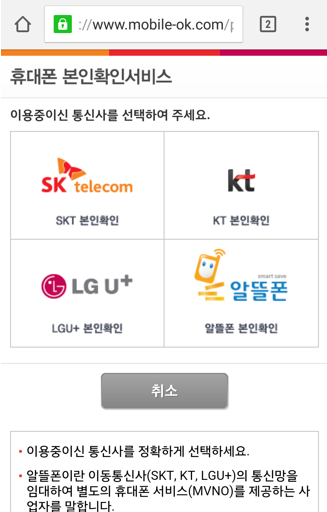 ://www.mobile-ok.com/p
2
휴대폰 본인확인서비스
이용중이신 통신사를 선택하여 주세요.
SK telecom
kt
SKT 본인확인
KT 본인확인
LG U+
smart save
알뜰폰
LGU+ 본인확인
알뜰폰 본인확인
취소
• 이용중이신 통신사를 정확하게 선택하세요.
• 알뜰폰이란 이동통신사(SKT, KT, LGU+)의 통신망을
임대하여 별도의 휴대폰 서비스(MVNO)를 제공하는 사
업자를 말합니다.